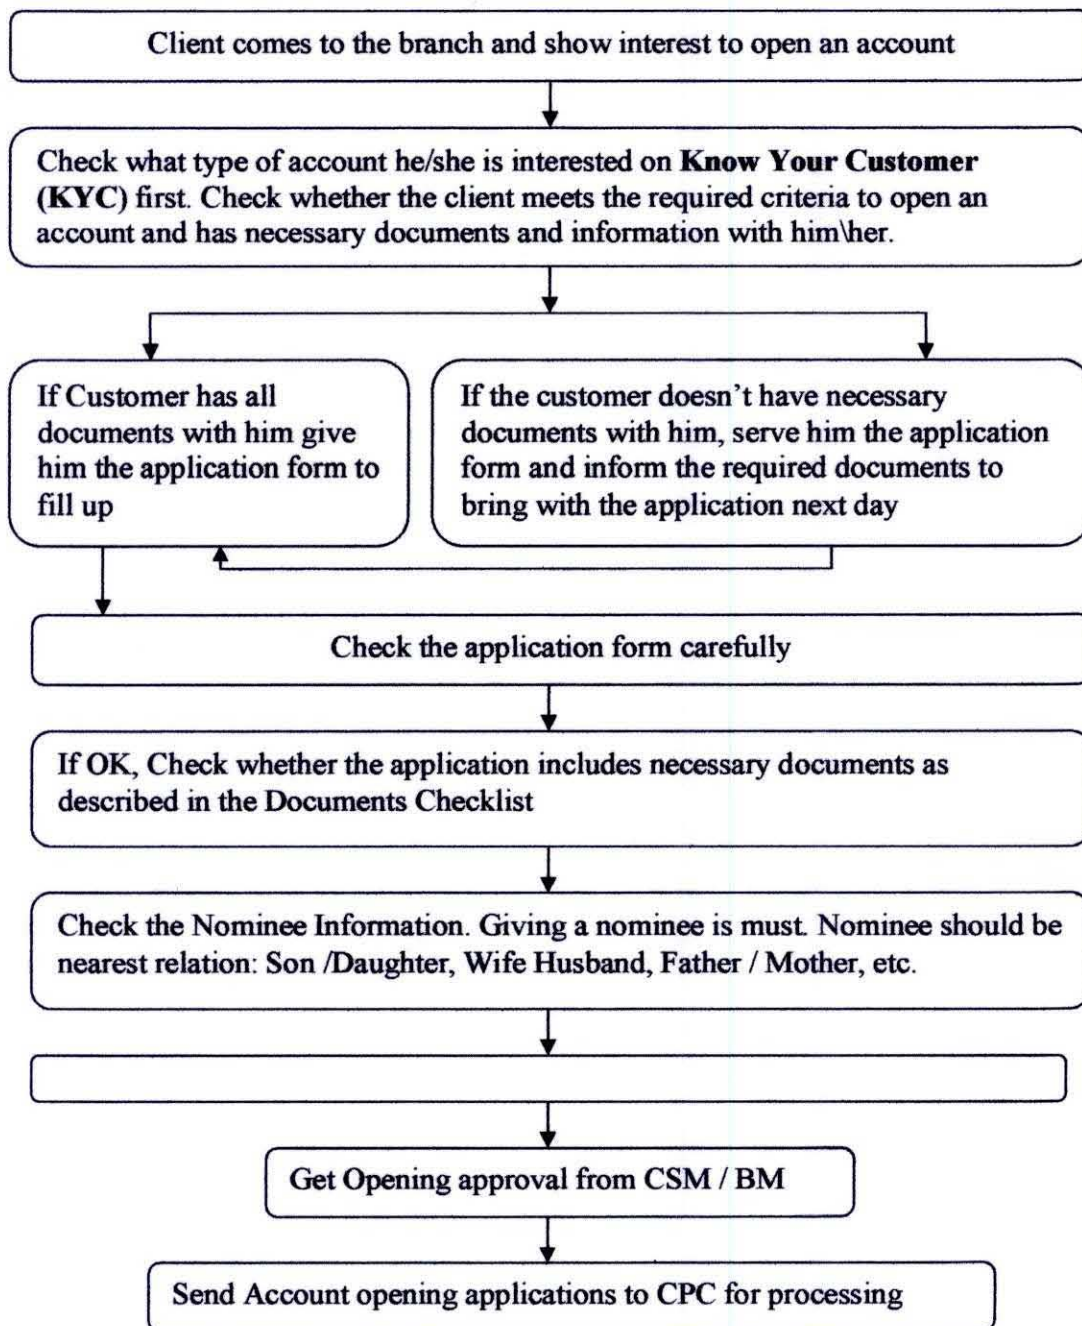 Client comes to the branch and show interest to open an account
Check what type of account he/she is interested on Know Your Customer
(KYC) first. Check whether the client meets the required criteria to open an
account and has necessary documents and information with him\her.
If Customer has all
documents with him give
him the application form to
fill up
If the customer doesn't have necessary
documents with him, serve him the application
form and inform the required documents to
bring with the application next day
Check the application form carefully
If OK, Check whether the application includes necessary documents as
described in the Documents Checklist
Check the Nominee Information. Giving a nominee is must. Nominee should be
nearest relation: Son /Daughter, Wife Husband, Father / Mother, etc.
Get Opening approval from CSM / BM
Send Account opening applications to CPC for processing